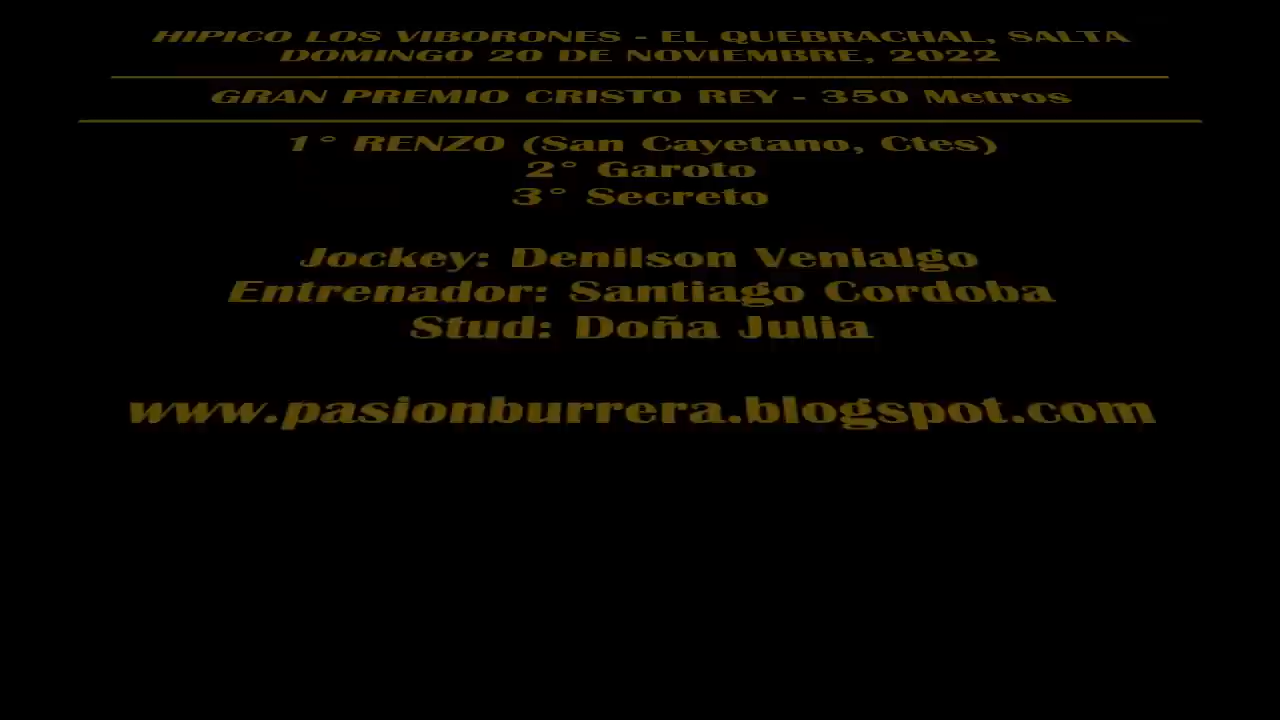 HIPICO LOS VIBORONES - EL QUEBRACHAL, SALTA
DOMINGO 20 DE NOVIEMBRE, 2022
GRAN PREMIO CRISTO REY - 350 Metros
1° RENZO (San Cayetano, Ctes)
2° Garoto
3° Secreto
Jockey: Denilson Venialgo
Entrenador: Santiago Cordoba
Stud: Doña Julia
www.pasionburrera.blogspot.com